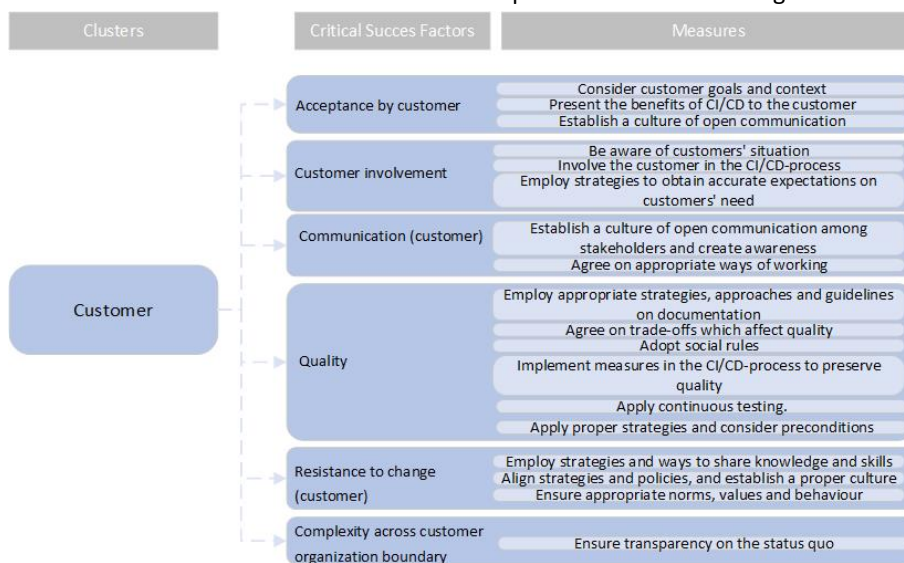 Clusters
Critical Succes Factors
Measures
Customer
Acceptance by customer
Consider customer goals and context
Present the benefits of CI/CD to the customer
Establish a culture of open communication
Customer involvement
Be aware of customers' situation
Involve the customer in the CI/CD-process
Employ strategies to obtain accurate expectations on
customers' need
Communication (customer)
Establish a culture of open communication among
stakeholders and create awareness
Agree on appropriate ways of working
Quality
Employ appropriate strategies, approaches and guidelines
on documentation
Agree on trade-offs which affect quality
Adopt social rules
Implement measures in the CI/CD-process to preserve
quality
Apply continuous testing.
Apply proper strategies and consider preconditions
Resistance to change
(customer)
Employ strategies and ways to share knowledge and skills
Align strategies and policies, and establish a proper culture
Ensure appropriate norms, values and behaviour
Complexity across customer
organization boundary
Ensure transparency on the status quo